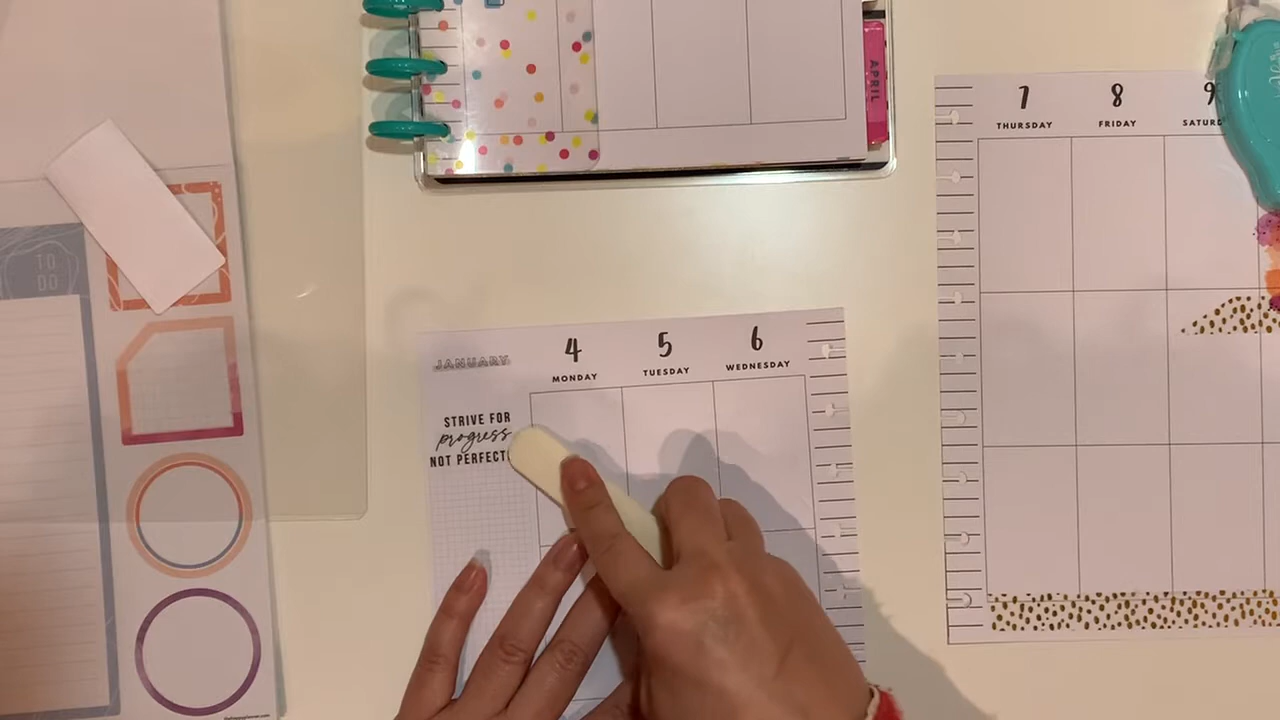 APRIL
7
THURSDAY
8
FRIDAY
9
SATURD
TO
DO
JANUARY
4
MONDAY
5
TUESDAY
6
WEDNESDAY
STRIVE FOR
progress
NOT PERFECT